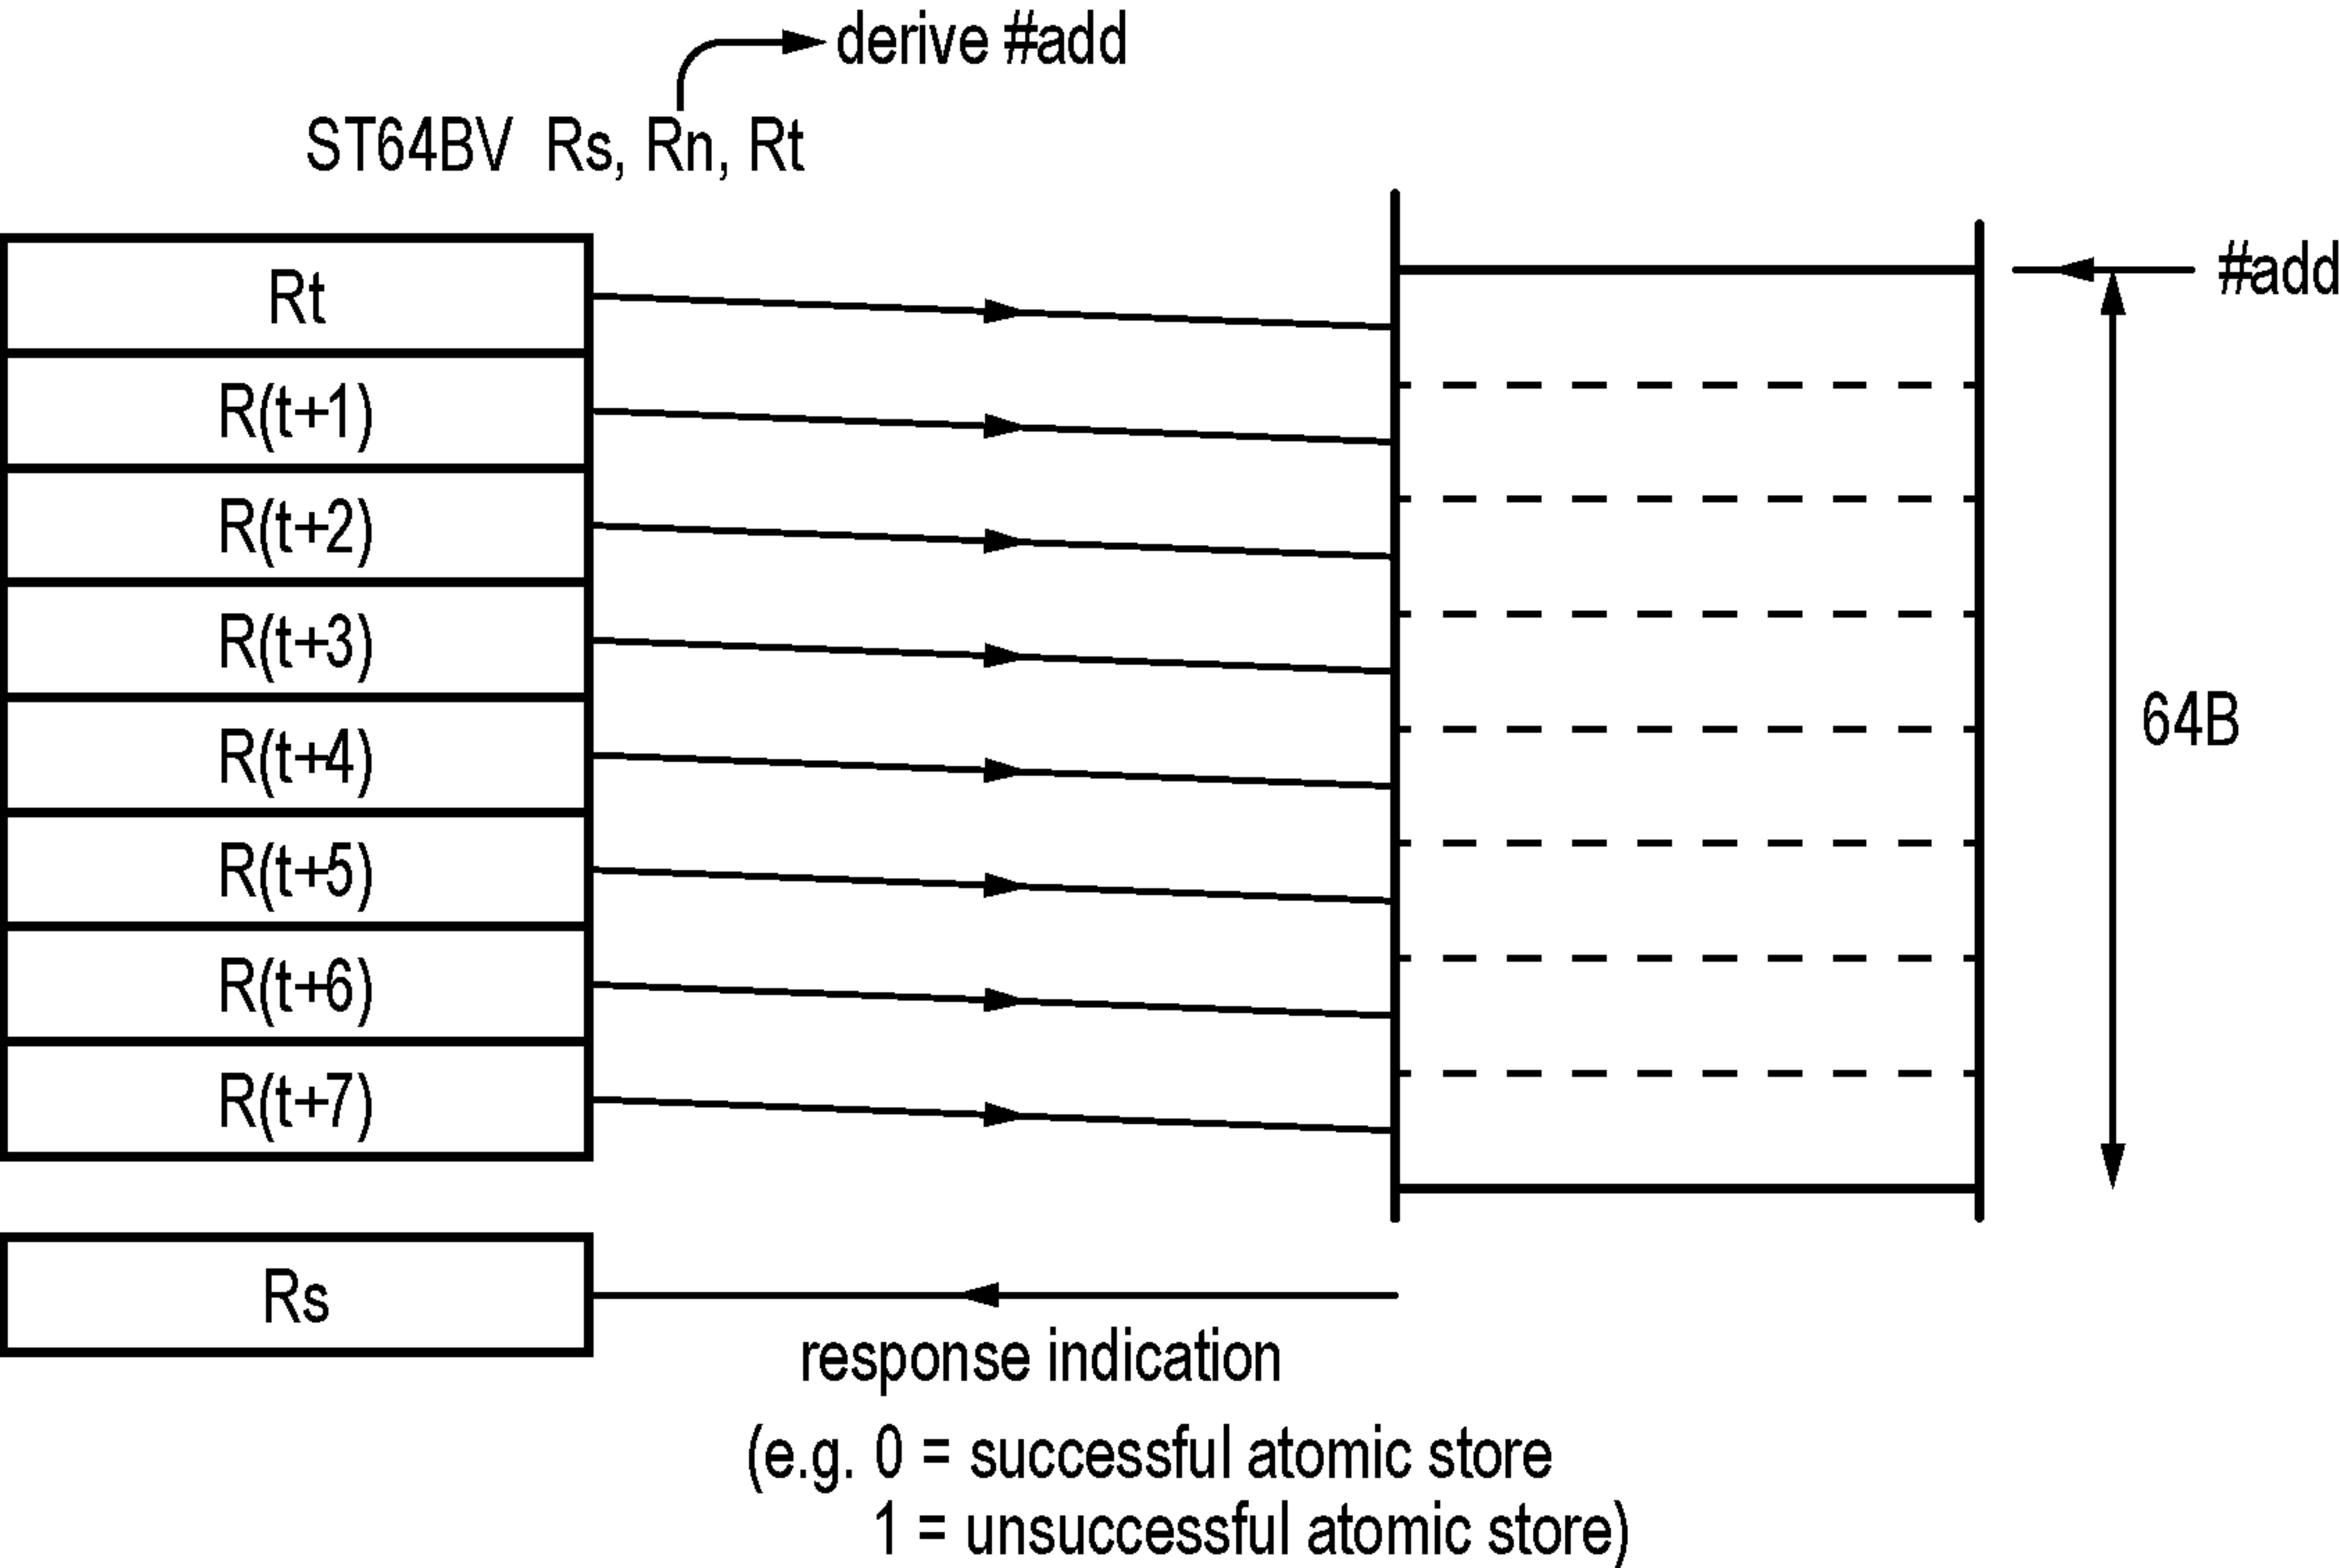 derive #add
ST64BV Rs, Rn, Rt
#add
Rt
R(t+1)
R(t+2)
R(t+3)
R(t+4)
64B
R(t+5)
R(t+6)
R(t+7)
Rs
response indication
(e.g. 0 = successful atomic store
1 = unsuccessful atomic store)